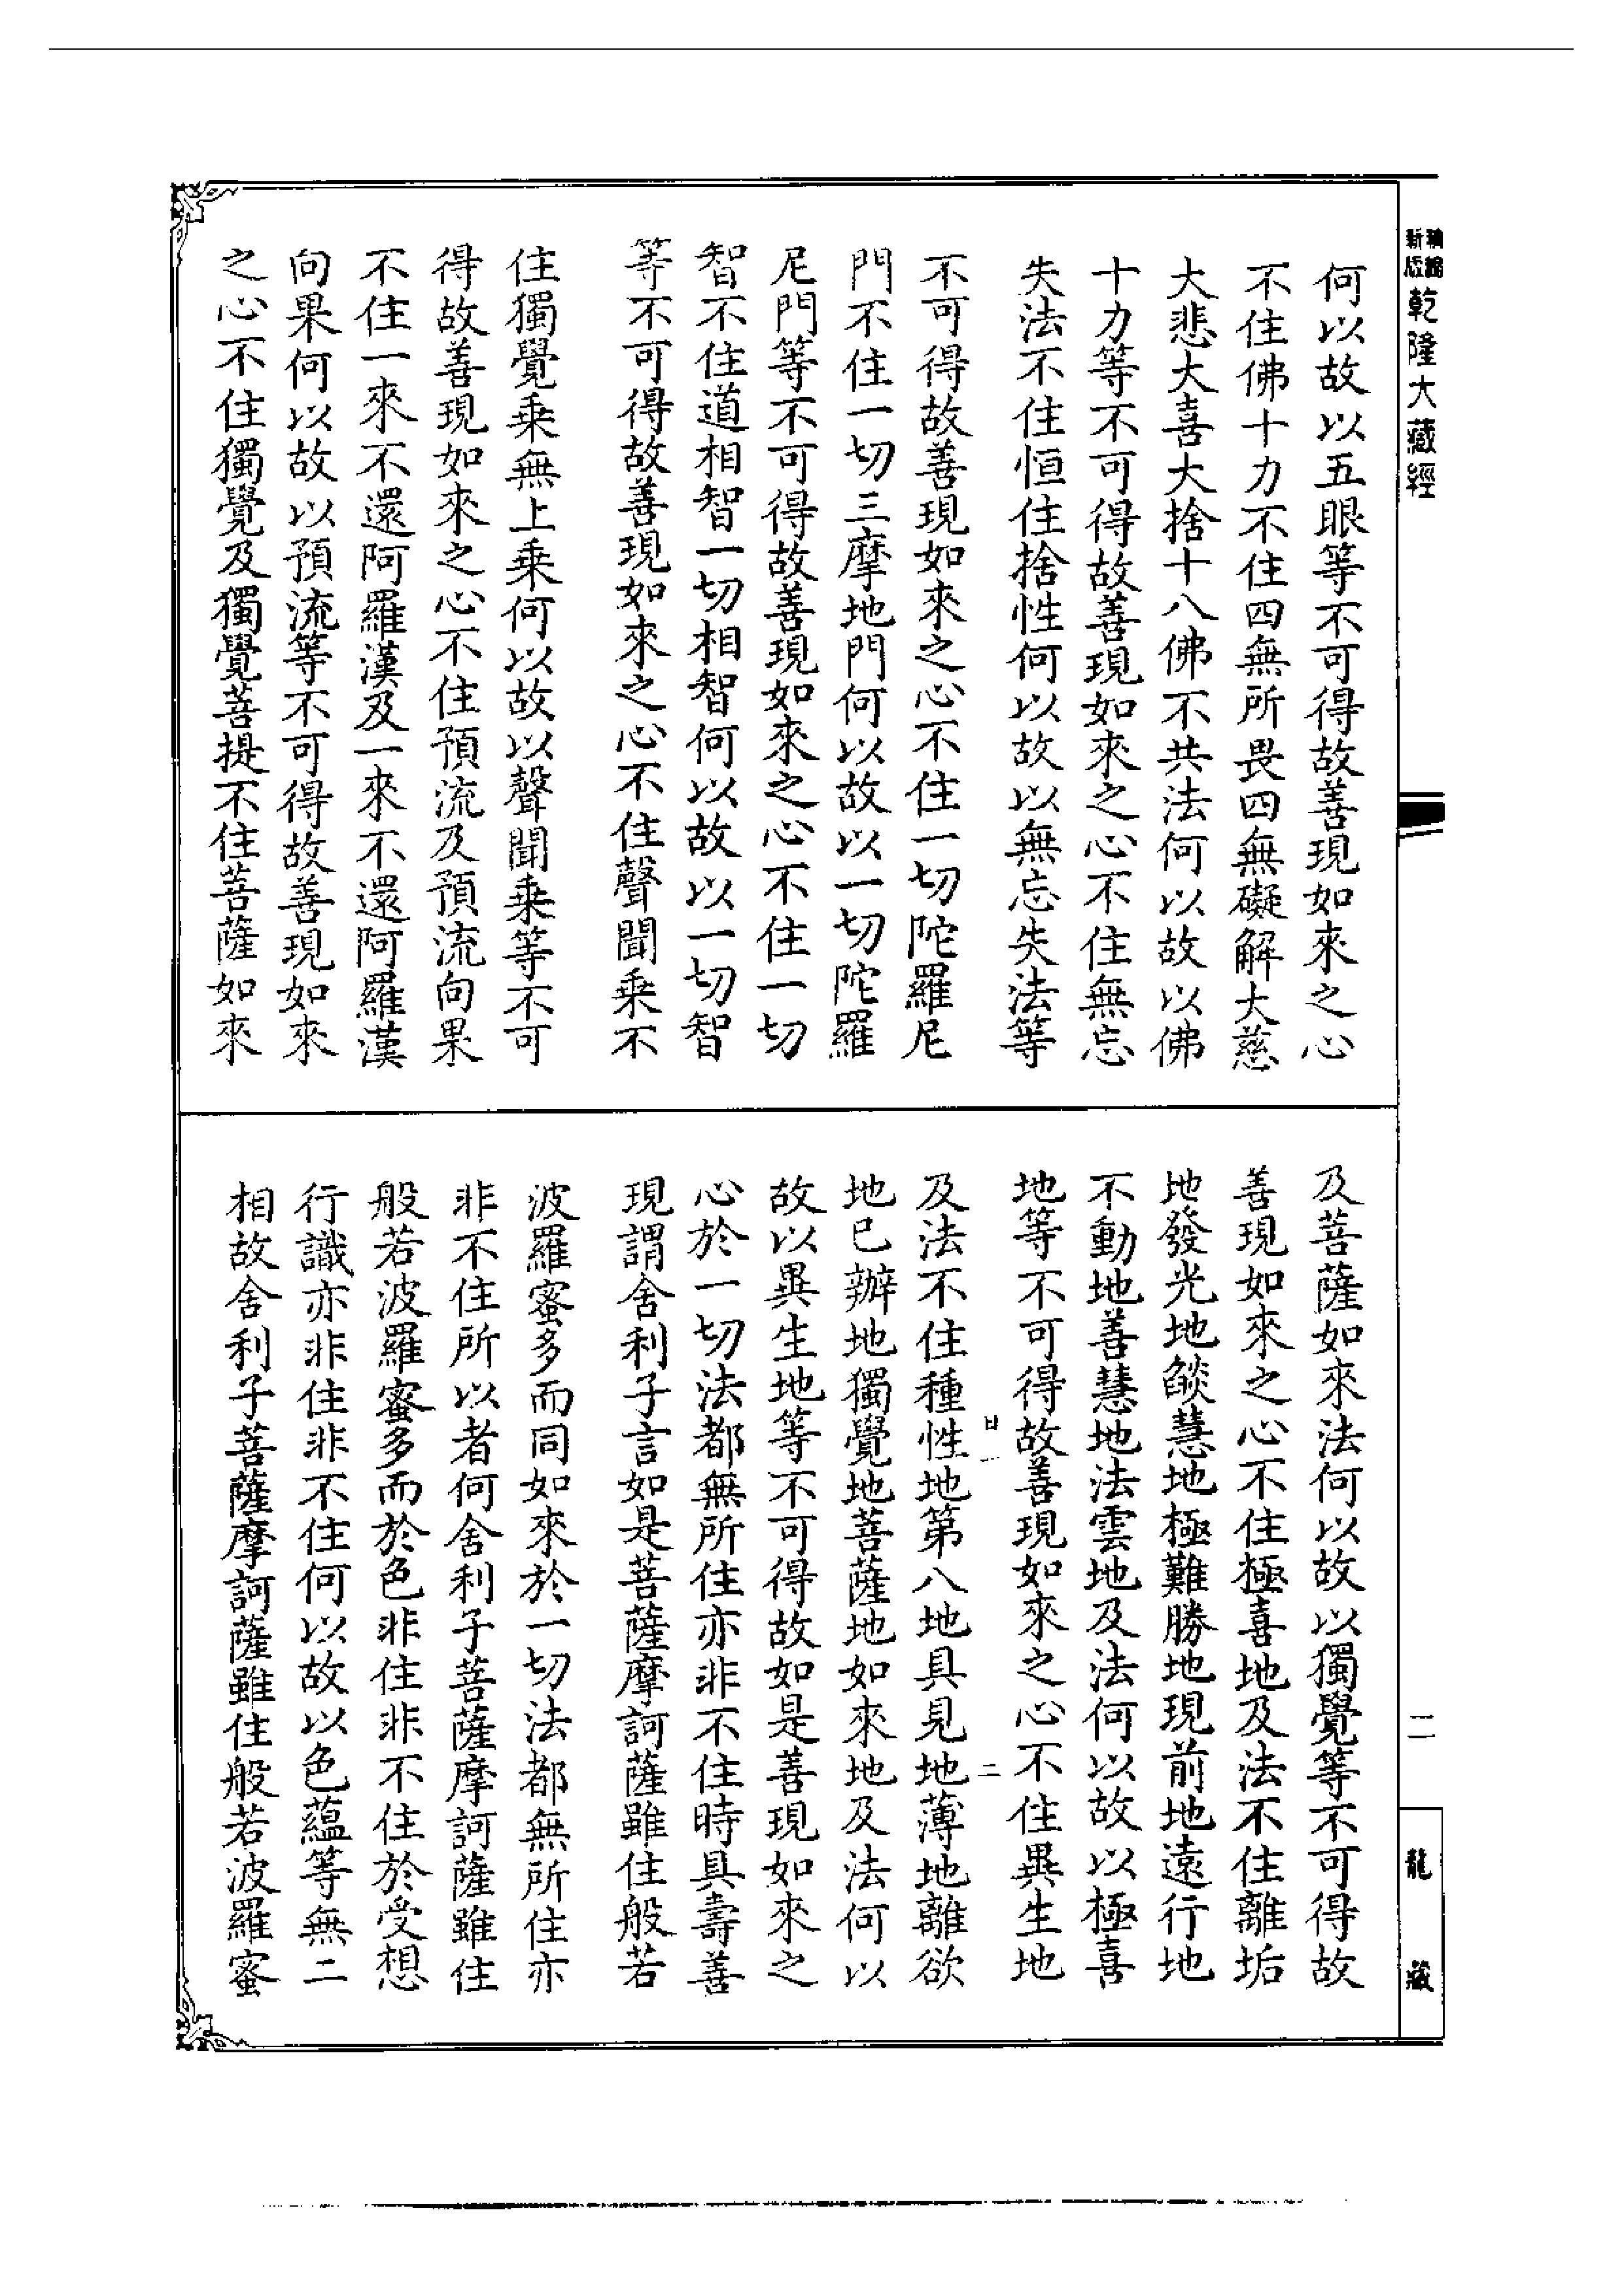 新版
乾隆大藏經
何以故以五眼等不可得故善現如來之心
不住佛十力不住四無所畏四無礙解大慈
大悲大喜大捨十八佛不共法何以故以佛
十力等不可得故善現如來之心不住無忘
失法不住恒住捨性何以故以無忘失法等
不可得故善現如來之心不住一切陀羅尼
門不住一切三摩地門何以故以一切陀羅
尼門等不可得故善現如來之心不住一切
智不住道相智一切相智何以故以一切智
等不可得故善現如來之心不住聲聞乘不
住獨覺乘無上乘何以故以聲聞乘等不可
得故善現如來之心不住預流及預流向果
不住一來不還阿羅漢及一來不還阿羅漢
向果何以故以預流等不可得故善現如來
之心不住獨覺及獨覺菩提不住菩薩如來
及菩薩如來法何以故以獨覺等不可得故
善現如來之心不住極喜地及法不住離垢
地發光地燄慧地極難勝地現前地遠行地
不動地善慧地法雲地及法何以故以極喜
地等不可得故善現如來之心不住異生地
廿一
二
及法不住種性地第八地具見地薄地離欲
地已辦地獨覺地菩薩地如來地及法何以
故以異生地等不可得故如是善現如來之
心於一切法都無所住亦非不住時具壽善
現謂舍利子言如是菩薩摩訶薩雖住般若
波羅蜜多而同如來於一切法都無所住亦
非不住所以者何舍利子菩薩摩訶薩雖住
般若波羅蜜多而於色非住非不住於受想
行識亦非住非不住何以故以色蘊等無二
相故舍利子菩薩摩訶薩雖住般若波羅蜜
二
龍藏